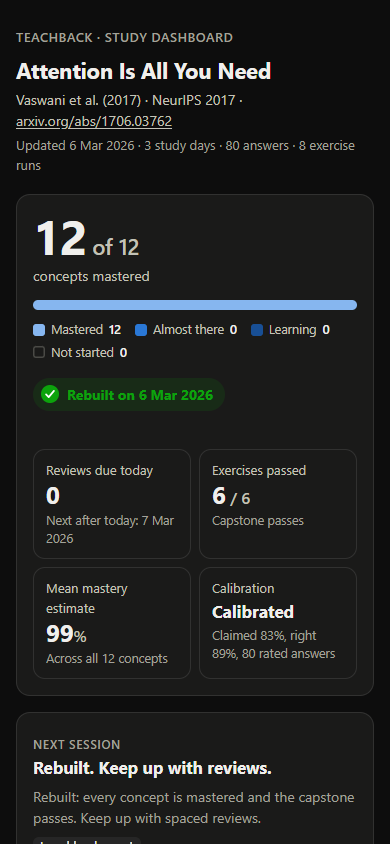 TEACHBACK · STUDY DASHBOARD
Attention Is All You Need
Vaswani et al. (2017) · NeurIPS 2017 ·
arxiv.org/abs/1706.03762
Updated 6 Mar 2026 · 3 study days · 80 answers · 8 exercise
runs
12 of 12
concepts mastered
Mastered 12 Almost there 0 Learning 0
Not started 0
Rebuilt on 6 Mar 2026
Reviews due today
0
Next after today: 7 Mar
2026
Exercises passed
6 / 6
Capstone passes
Mean mastery
estimate
99%
Across all 12 concepts
Calibration
Calibrated
Claimed 83%, right
89%, 80 rated answers
NEXT SESSION
Rebuilt. Keep up with reviews.
Rebuilt: every concept is mastered and the capstone
passes. Keep up with spaced reviews.